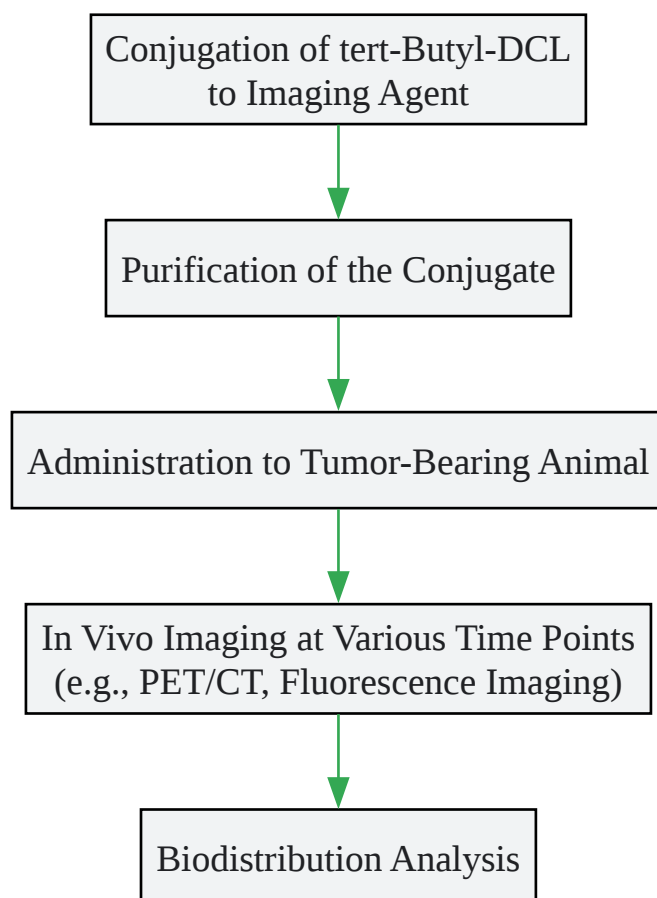 Conjugation of tert-Butyl-DCL
to Imaging Agent
Purification of the Conjugate
Administration to Tumor-Bearing Animal
In Vivo Imaging at Various Time Points
(e.g., PET/CT, Fluorescence Imaging)
Biodistribution Analysis